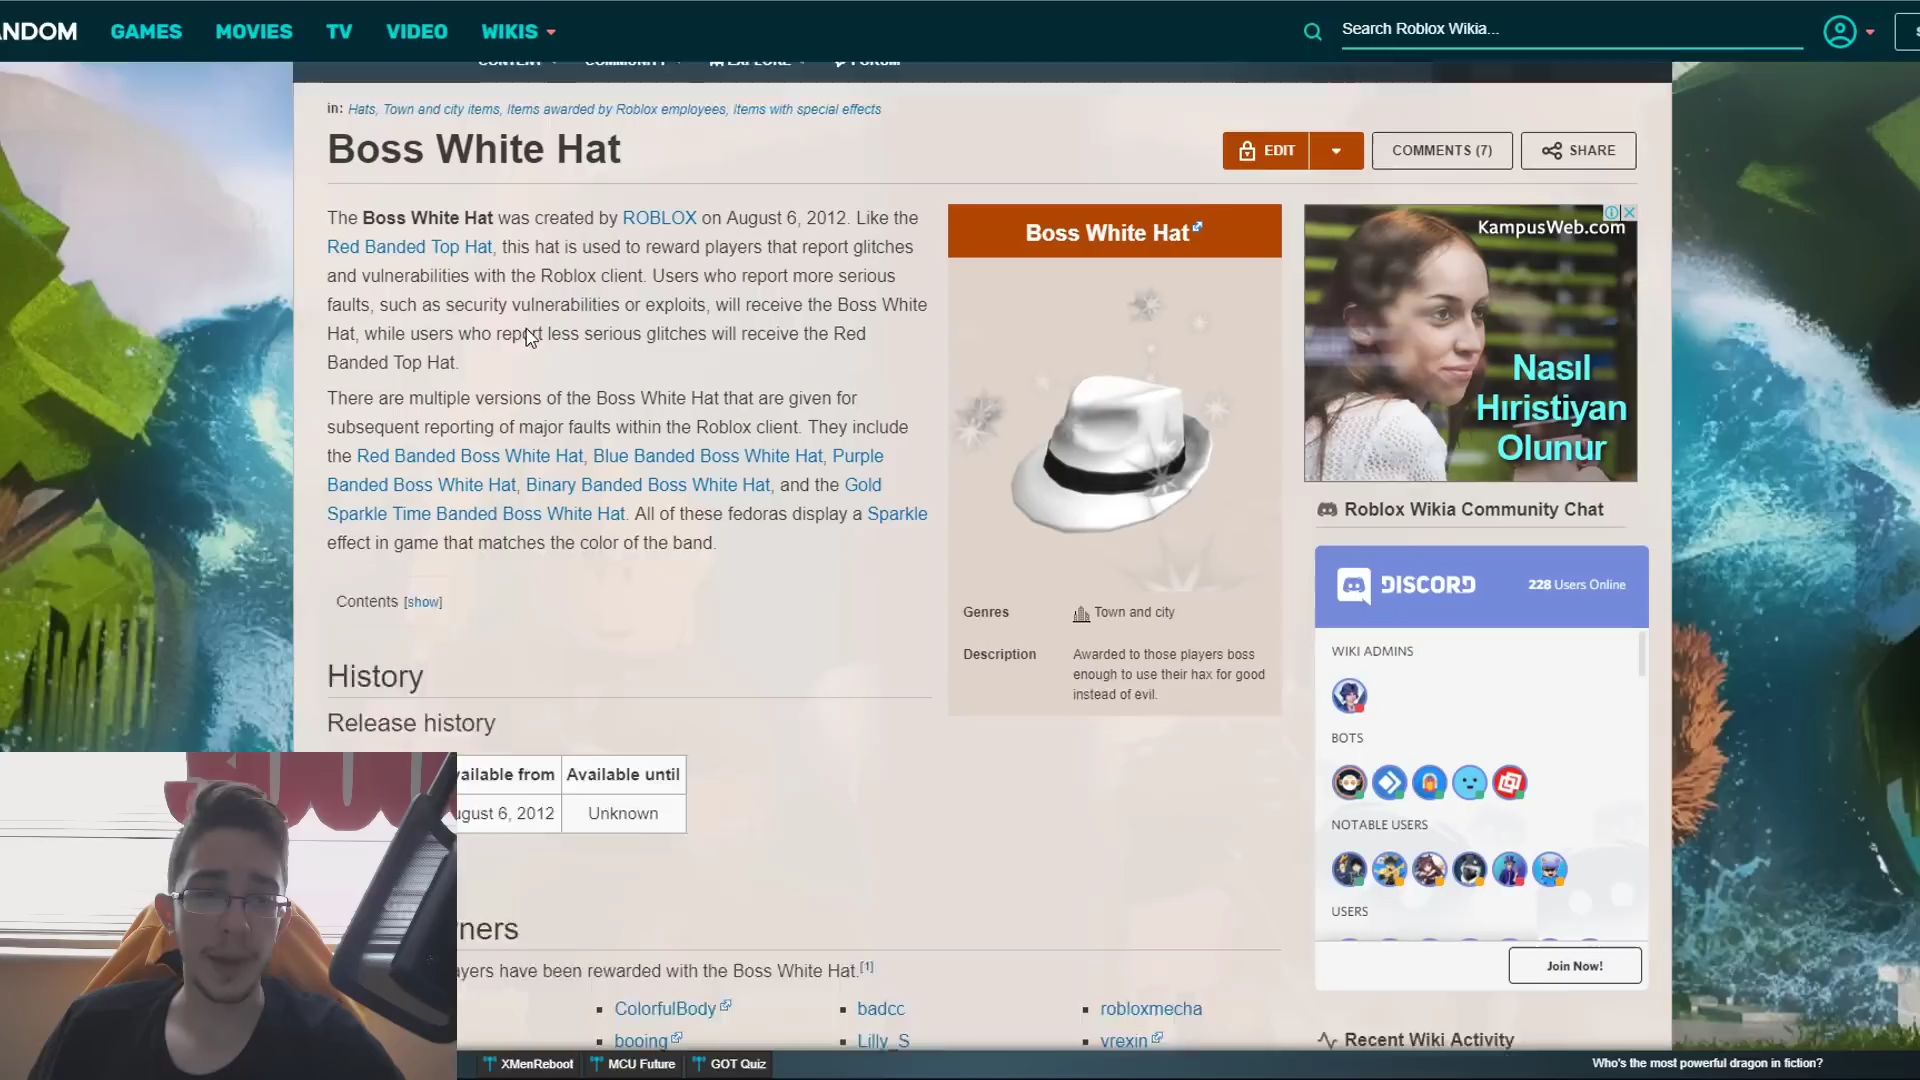 ANDOM GAMES MOVIES TV VIDEO WIKIS Search Roblox Wikia...
CONTENT COMMUNITY EXPLORE FORUM
in: Hats, Town and city items, Items awarded by Roblox employees, Items with special effects
Boss White Hat
EDIT COMMENTS (7) SHARE
The Boss White Hat was created by ROBLOX on August 6, 2012. Like the
Red Banded Top Hat, this hat is used to reward players that report glitches
and vulnerabilities with the Roblox client. Users who report more serious
faults, such as security vulnerabilities or exploits, will receive the Boss White
Hat, while users who report less serious glitches will receive the Red
Banded Top Hat.
There are multiple versions of the Boss White Hat that are given for
subsequent reporting of major faults within the Roblox client. They include
the Red Banded Boss White Hat, Blue Banded Boss White Hat, Purple
Banded Boss White Hat, Binary Banded Boss White Hat, and the Gold
Sparkle Time Banded Boss White Hat. All of these fedoras display a Sparkle
effect in game that matches the color of the band.
Contents [show]
History
Release history
vailable from Available until
ugust 6, 2012 Unknown
ners
ayers have been rewarded with the Boss White Hat.[1]
ColorfulBody badcc robloxmecha
booing Lilly_S vrexin
Boss White Hat
Genres Town and city
Description Awarded to those players boss
enough to use their hax for good
instead of evil.
KampusWeb.com
Nasıl
Hıristiyan
Olunur
Roblox Wikia Community Chat
DISCORD 228 Users Online
WIKI ADMINS
BOTS
NOTABLE USERS
USERS
Join Now!
Recent Wiki Activity
XMenReboot MCU Future GOT Quiz Who's the most powerful dragon in fiction?